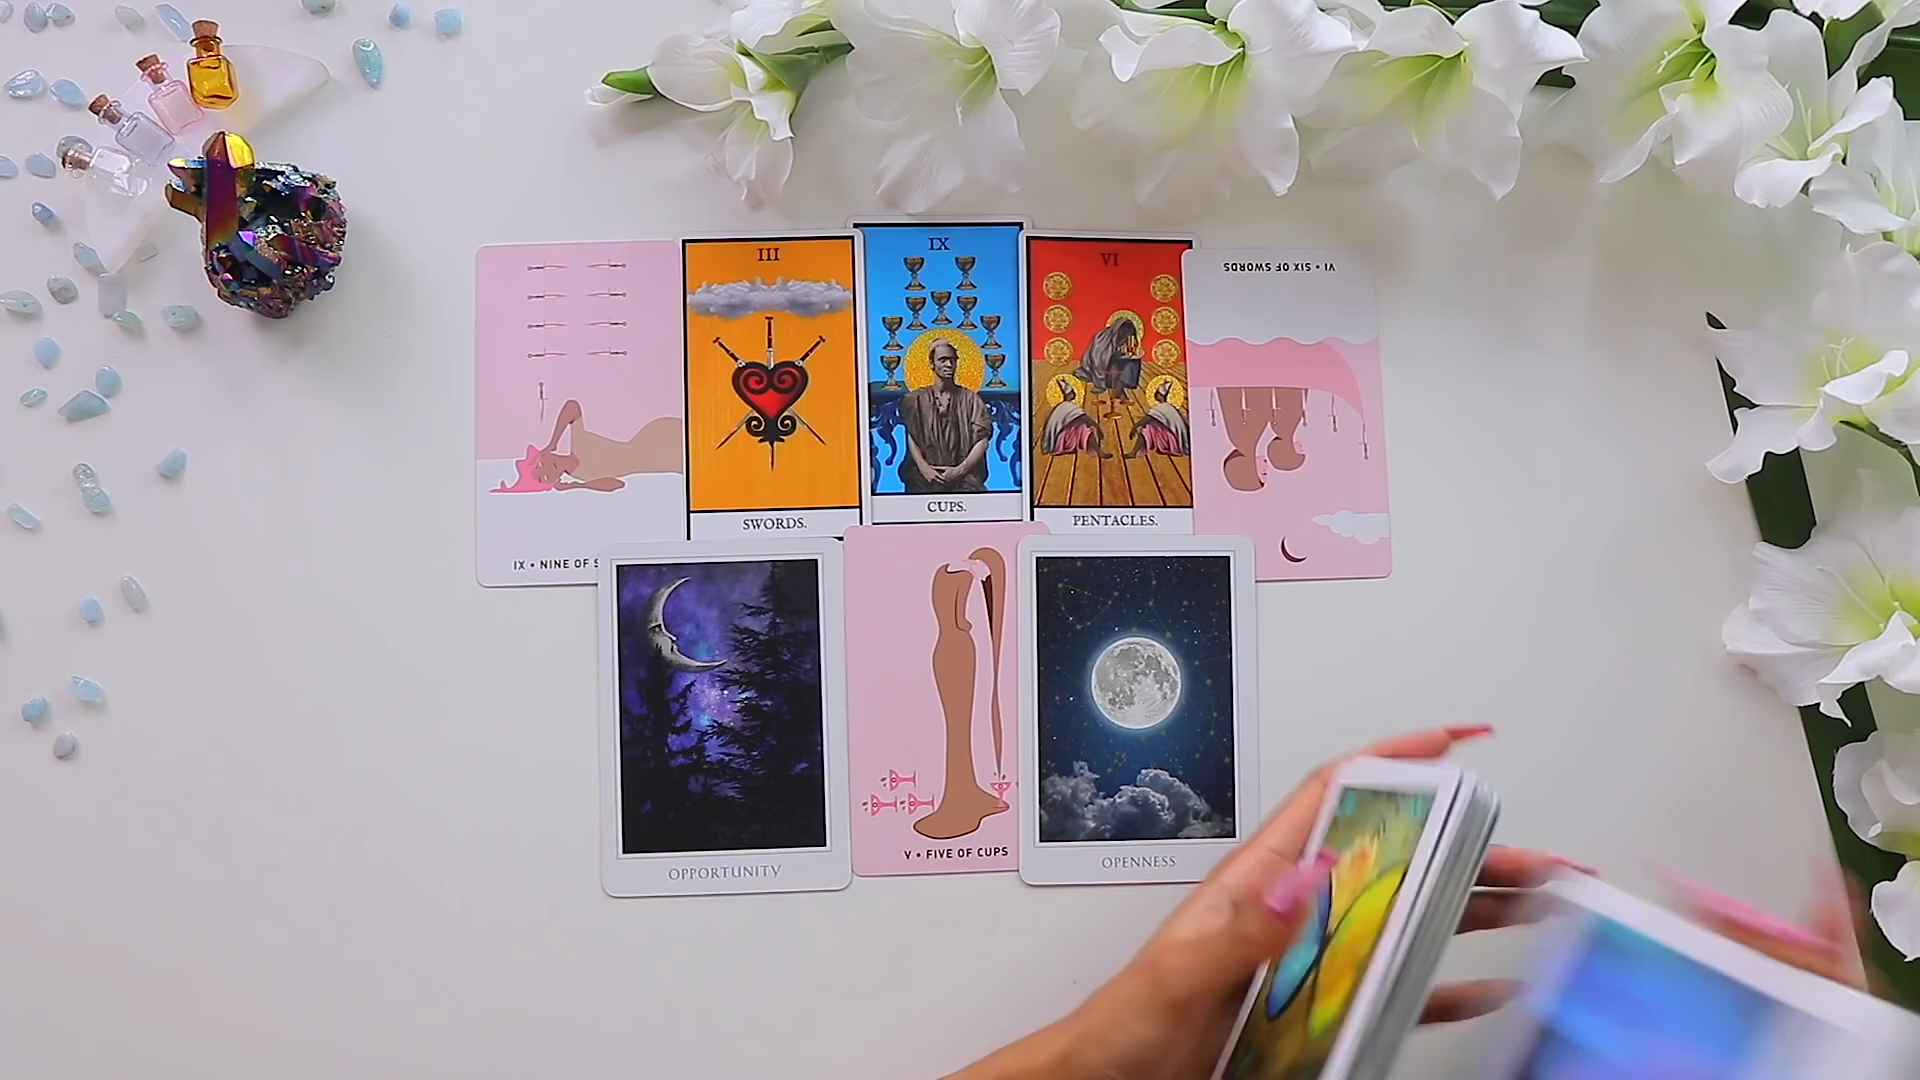 III
SWORDS.
IX
CUPS.
VI
PENTACLES.
VI • SIX OF SWORDS
IX • NINE OF S
OPPORTUNITY
V • FIVE OF CUPS
OPENNESS